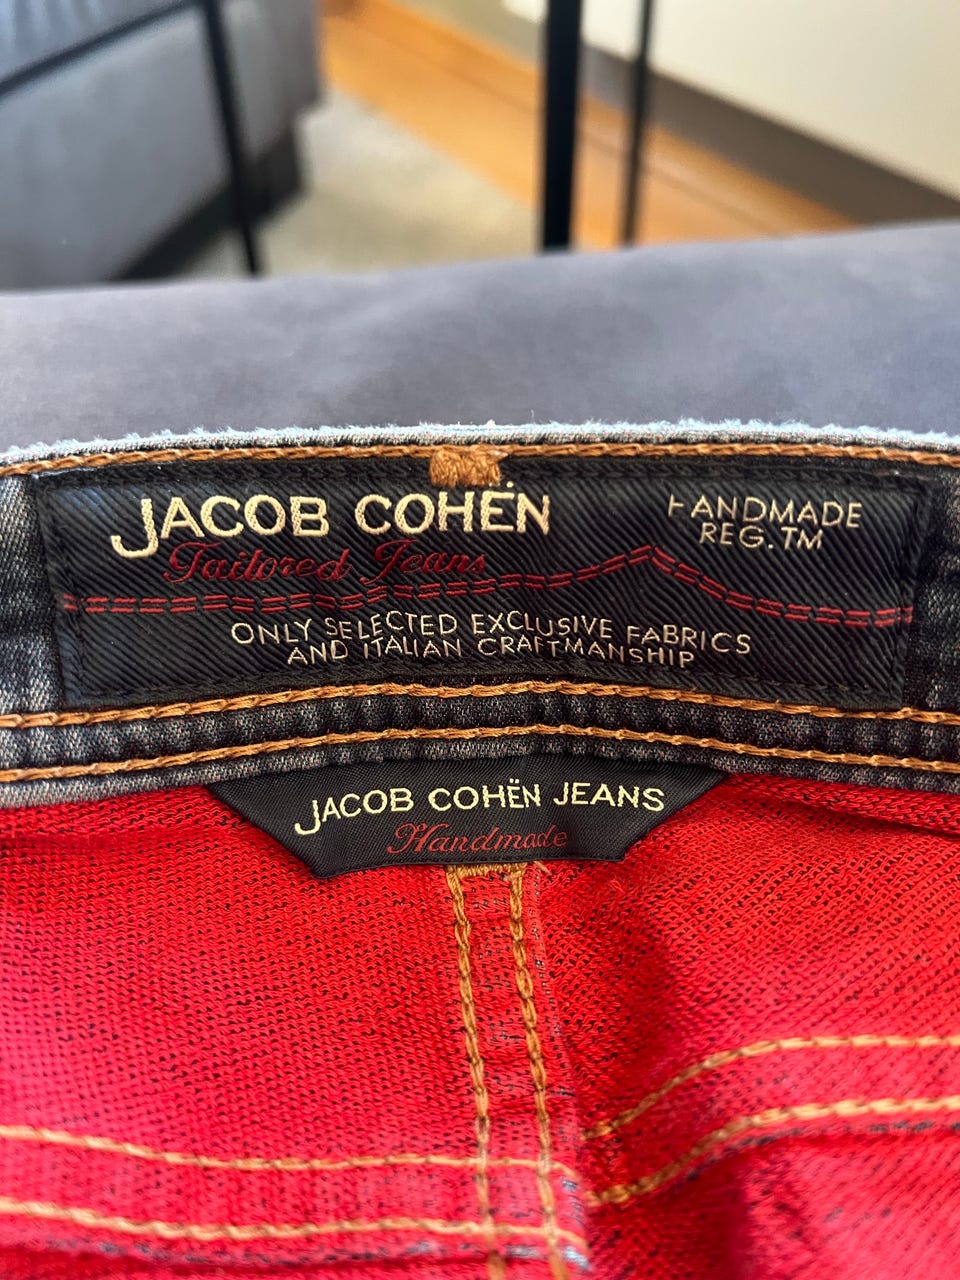 JACOB COHËN
Tailored Jeans
HANDMADE
REG.TM
ONLY SELECTED EXCLUSIVE FABRICS
AND ITALIAN CRAFTMANSHIP
JACOB COHËN JEANS
Handmade